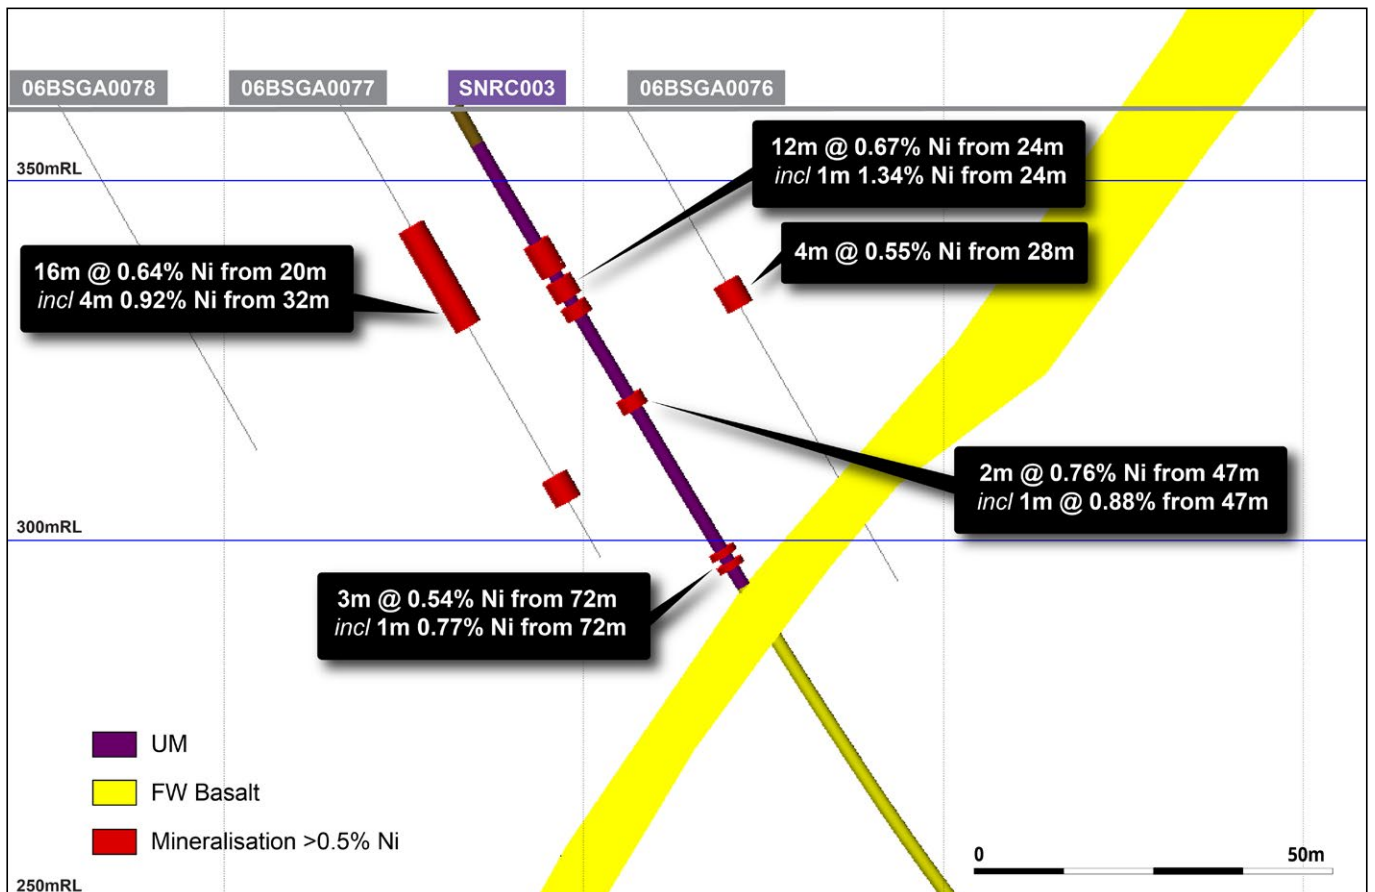 06BSGA0078
06BSGA0077
SNRC003
06BSGA0076
12m @ 0.67% Ni from 24m
incl 1m 1.34% Ni from 24m
350mRL
4m @ 0.55% Ni from 28m
16m @ 0.64% Ni from 20m
incl 4m 0.92% Ni from 32m
2m @ 0.76% Ni from 47m
incl 1m @ 0.88% from 47m
300mRL
3m @ 0.54% Ni from 72m
incl 1m 0.77% Ni from 72m
UM
FW Basalt
Mineralisation >0.5% Ni
0
50m
250mRL